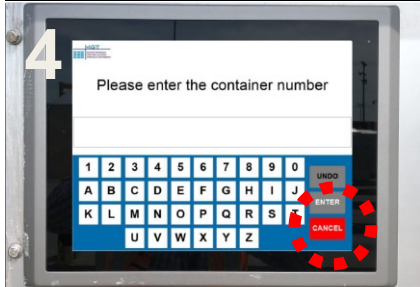 4
Please enter the container number
1 2 3 4 5 6 7 8 9 0
UNDO
A B C D E F G H I J
ENTER
K L M N O P Q R S T
CANCEL
U V W X Y Z